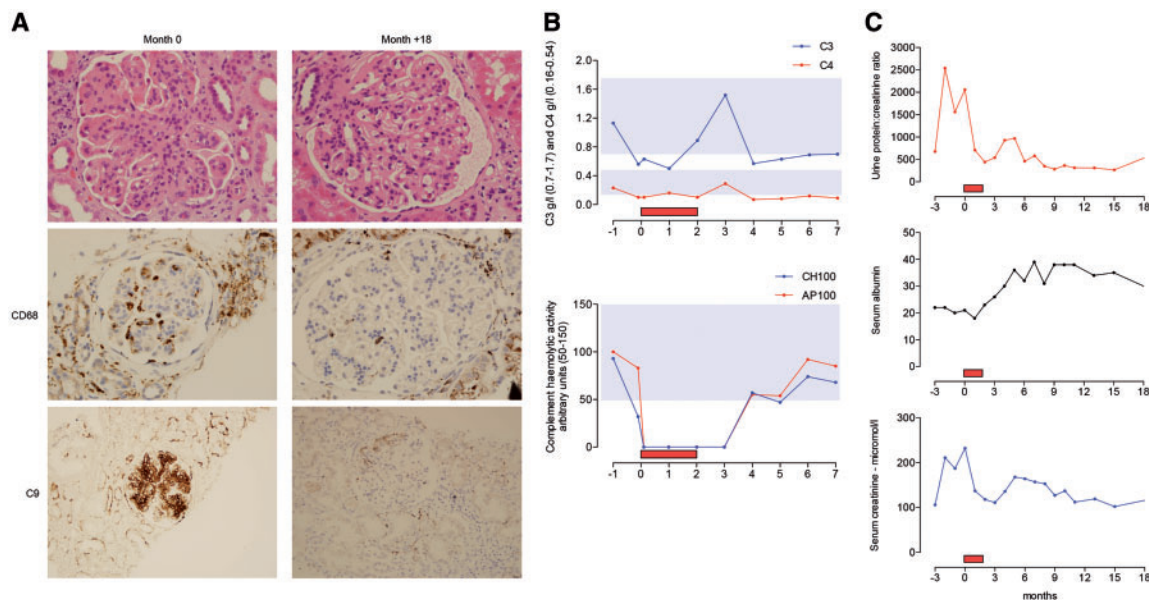 A
Month 0
Month +18
CD68
C9
B
C3 g/l (0.7-1.7) and C4 g/l (0.16-0.54)
C3
C4
2.0
1.6
1.2
0.8
0.4
0.0
-1 0 1 2 3 4 5 6 7
Complement haemolytic activity
arbitrary units (50-150)
CH100
AP100
150
100
50
0
-1 0 1 2 3 4 5 6 7
C
Urine protein:creatinine ratio
3000
2500
2000
1500
1000
500
0
-3 0 3 6 9 12 15 18
Serum albumin
50
40
30
20
10
0
-3 0 3 6 9 12 15 18
Serum creatinine - micromol/l
300
200
100
0
-3 0 3 6 9 12 15 18
months